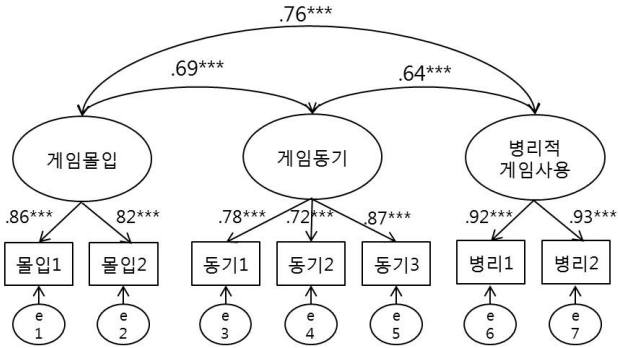 .76***
.69***
.64***
게임몰입
게임동기
병리적
게임사용
.86***
82***
.78***
.72***
.87***
.92***
.93***
몰입1
몰입2
동기1
동기2
동기3
병리1
병리2
e
1
e
2
e
3
e
4
e
5
e
6
e
7